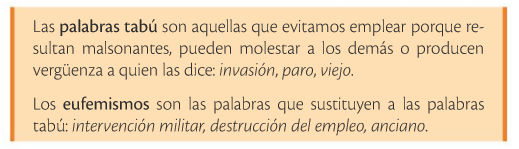 Las palabras tabú son aquellas que evitamos emplear porque re-
sultan malsonantes, pueden molestar a los demás o producen
vergüenza a quien las dice: invasión, paro, viejo.
Los eufemismos son las palabras que sustituyen a las palabras
tabú: intervención militar, destrucción del empleo, anciano.